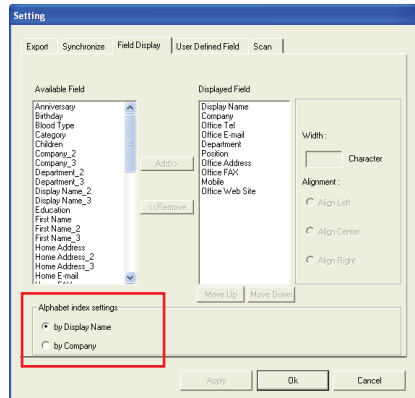 Setting
Export Synchronize Field Display User Defined Field Scan
Available Field
Anniversary
Birthday
Blood Type
Category
Children
Company_2
Company_3
Department_2
Department_3
Display Name_2
Display Name_3
Education
First Name
First Name_2
First Name_3
Home Address
Home Address_2
Home Address_3
Home E-mail
Add>>
<<Remove
Displayed Field
Display Name
Company
Office Tel
Office E-mail
Department
Position
Office Address
Office FAX
Mobile
Office Web Site
Move Up Move Down
Width :
Character
Alignment :
Align Left
Align Center
Align Right
Alphabet index settings
by Display Name
by Company
Apply Ok Cancel